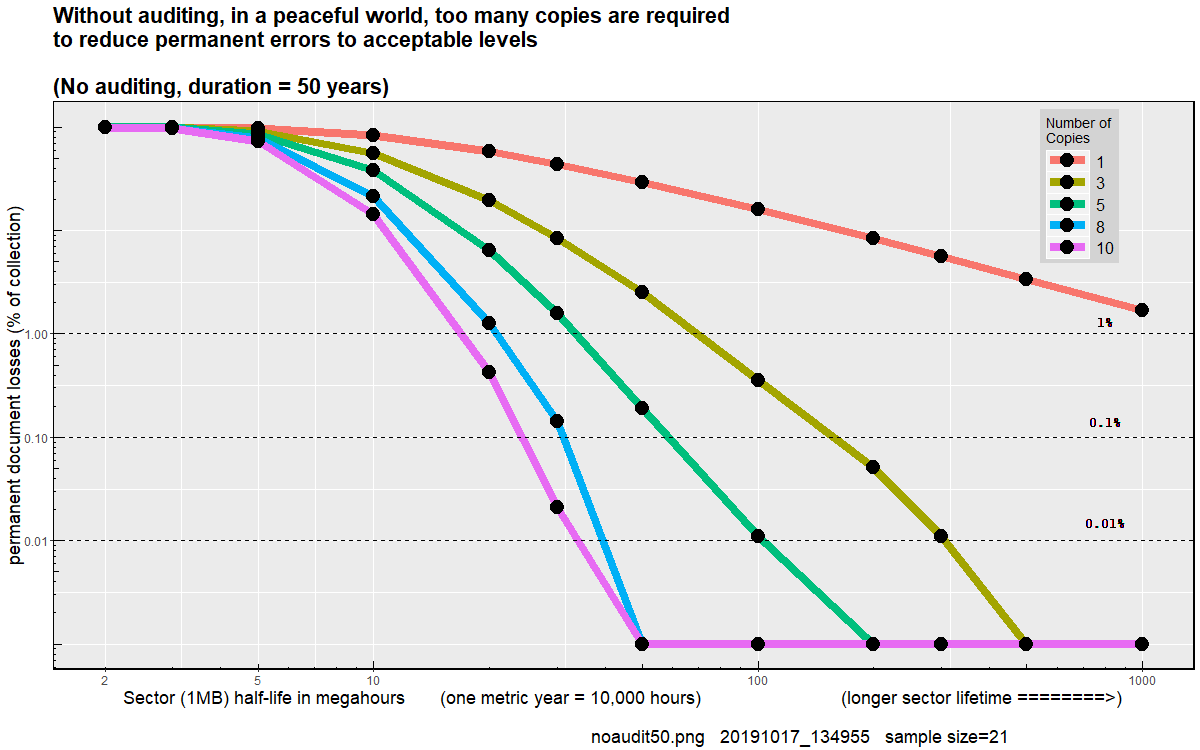 Without auditing, in a peaceful world, too many copies are required
to reduce permanent errors to acceptable levels
(No auditing, duration = 50 years)
Number of
Copies
1
3
5
8
10
permanent document losses (% of collection)
1.00
0.10
0.01
1%
0.1%
0.01%
2
5
10
100
1000
Sector (1MB) half-life in megahours (one metric year = 10,000 hours) (longer sector lifetime ========>)
noaudit50.png 20191017_134955 sample size=21